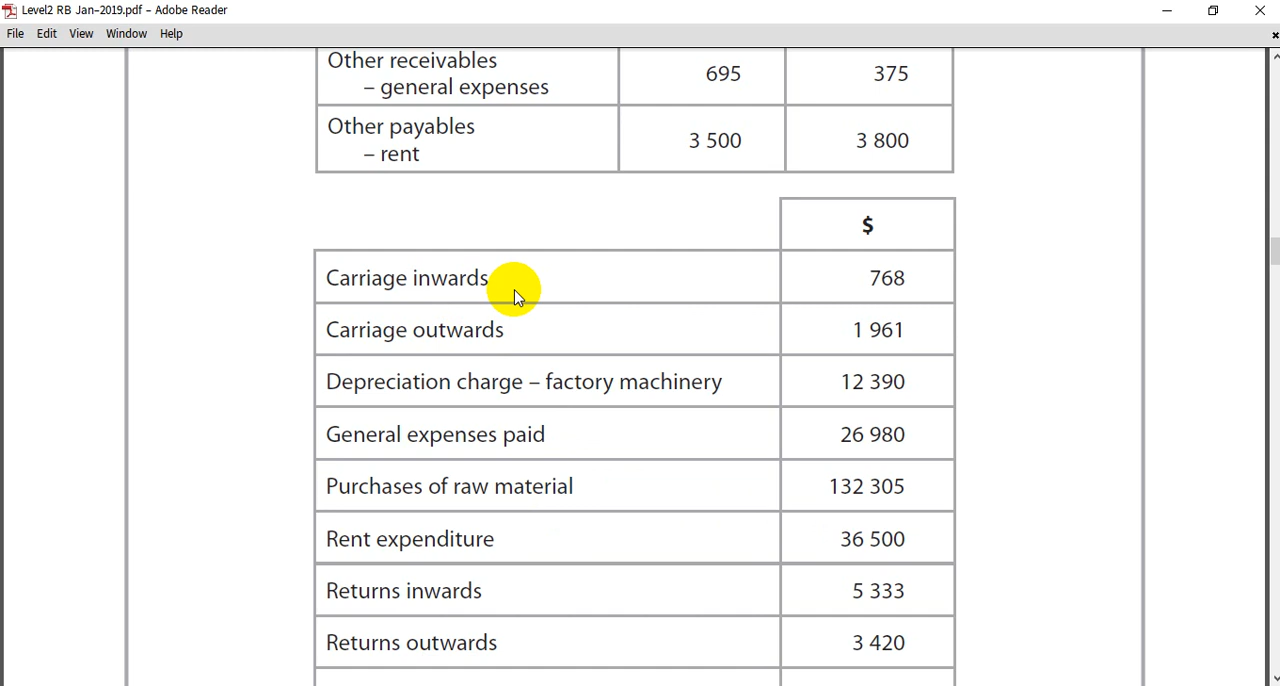 Level2 RB Jan-2019.pdf - Adobe Reader
File Edit View Window Help
Other receivables
– general expenses 695 375
Other payables
– rent 3 500 3 800
$
Carriage inwards 768
Carriage outwards 1 961
Depreciation charge – factory machinery 12 390
General expenses paid 26 980
Purchases of raw material 132 305
Rent expenditure 36 500
Returns inwards 5 333
Returns outwards 3 420